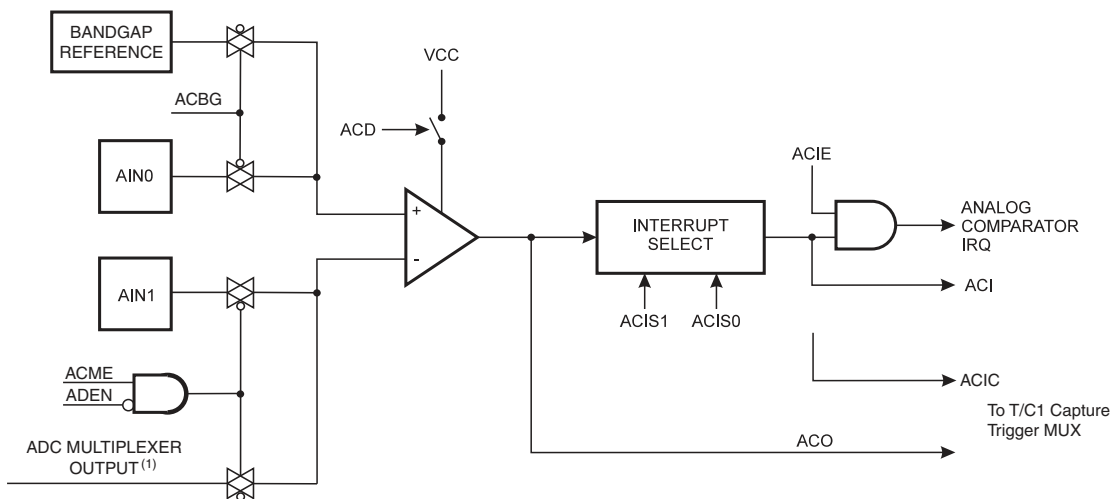 BANDGAP
REFERENCE
VCC
ACBG
ACD
ACIE
AIN0
+
INTERRUPT
SELECT
ANALOG
COMPARATOR
IRQ
-
AIN1
ACI
ACIS1 ACIS0
ACME
ADEN
ACIC
To T/C1 Capture
Trigger MUX
ACO
ADC MULTIPLEXER
OUTPUT (1)